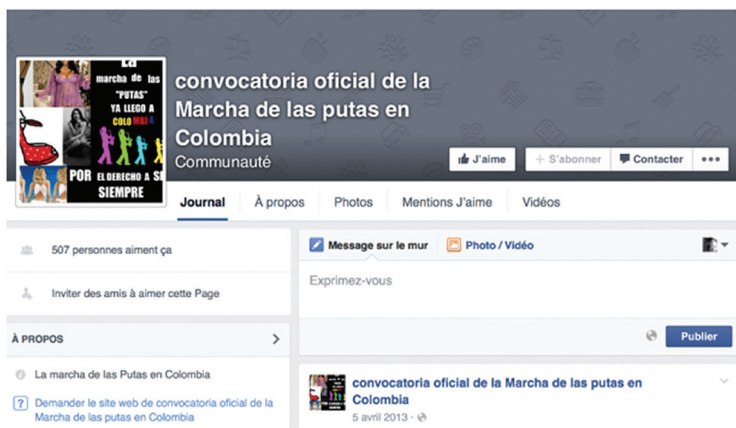 La
marcha de las
"PUTAS"
YA LLEGO A
COLOMBIA
POR EL DERECHO A SI
SIEMPRE
convocatoria oficial de la
Marcha de las putas en
Colombia
Communauté
J'aime
+ S'abonner
Contacter
Journal
À propos
Photos
Mentions J'aime
Vidéos
507 personnes aiment ça
Inviter des amis à aimer cette Page
À PROPOS
La marcha de las Putas en Colombia
Demander le site web de convocatoria oficial de la
Marcha de las putas en Colombia
Message sur le mur
Photo / Vidéo
Exprimez-vous
Publier
convocatoria oficial de la Marcha de las putas en
Colombia
5 avril 2013